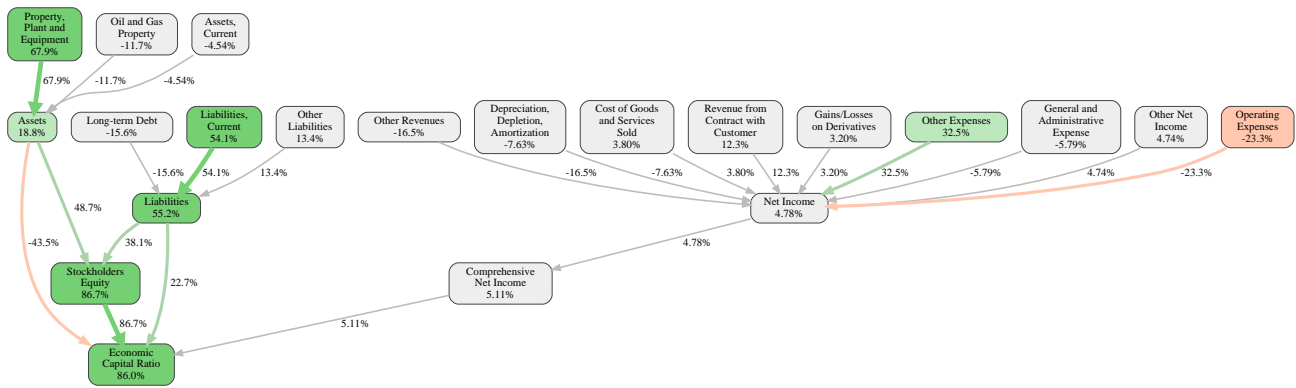 Property,
Plant and
Equipment
67.9%
Oil and Gas
Property
-11.7%
Assets,
Current
-4.54%
67.9%
-11.7%
-4.54%
Assets
18.8%
Long-term Debt
-15.6%
Liabilities,
Current
54.1%
Other
Liabilities
13.4%
Other Revenues
-16.5%
Depreciation,
Depletion,
Amortization
-7.63%
Cost of Goods
and Services
Sold
3.80%
Revenue from
Contract with
Customer
12.3%
Gains/Losses
on Derivatives
3.20%
Other Expenses
32.5%
General and
Administrative
Expense
-5.79%
Other Net
Income
4.74%
Operating
Expenses
-23.3%
-15.6%
54.1%
13.4%
-16.5%
-7.63%
3.80%
12.3%
3.20%
32.5%
-5.79%
4.74%
-23.3%
Liabilities
55.2%
Net Income
4.78%
48.7%
-43.5%
38.1%
22.7%
4.78%
Stockholders
Equity
86.7%
Comprehensive
Net Income
5.11%
86.7%
5.11%
Economic
Capital Ratio
86.0%